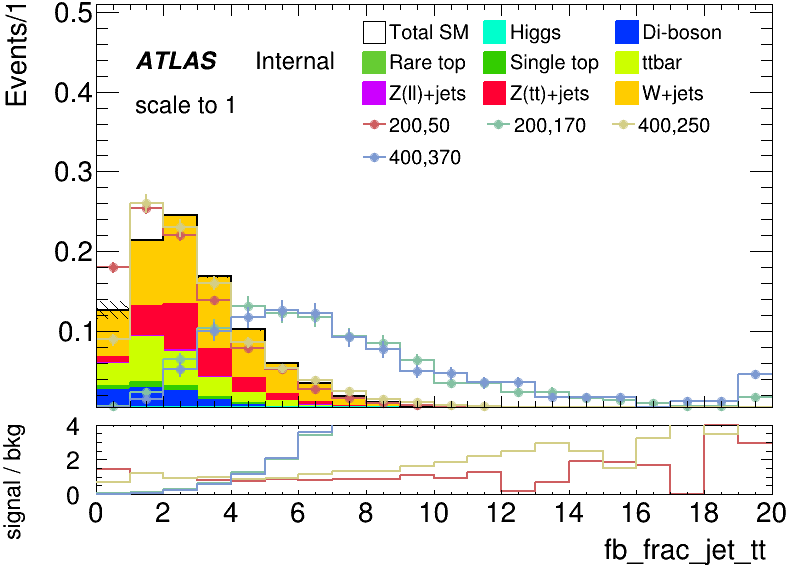 Events/1
0.5
0.4
0.3
0.2
0.1
ATLAS Internal
scale to 1
Total SM Higgs Di-boson
Rare top Single top ttbar
Z(ll)+jets Z(tt)+jets W+jets
200,50 200,170 400,250
400,370
signal / bkg
4
2
0
0 2 4 6 8 10 12 14 16 18 20
fb_frac_jet_tt